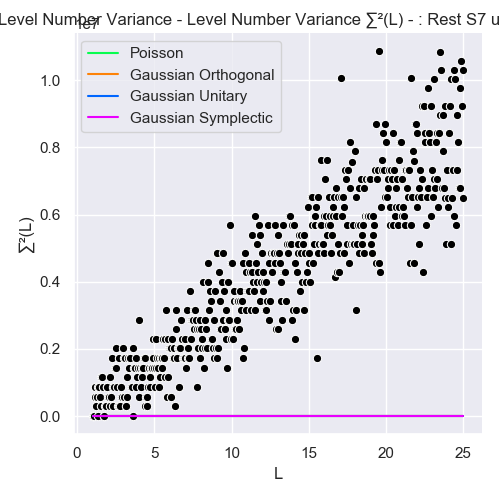 Level Number Variance - Level Number Variance ∑²(L) - : Rest S7 u
1e7
Poisson
Gaussian Orthogonal
Gaussian Unitary
Gaussian Symplectic
1.0
0.8
0.6
0.4
0.2
0.0
∑²(L)
0 5 10 15 20 25
L